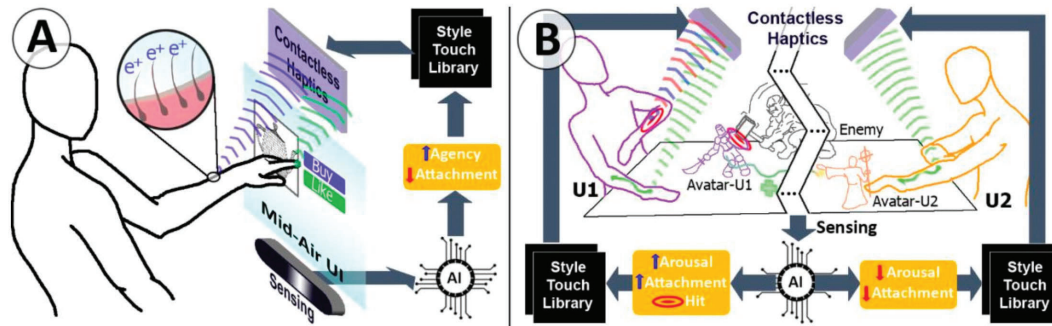 A
e+ e+ e+
Contactless
Haptics
Style
Touch
Library
Agency
Attachment
Buy
Like
Mid-Air UI
Sensing
AI
B
Contactless
Haptics
Enemy
U1
Avatar-U1
Avatar-U2
U2
Sensing
Style
Touch
Library
Arousal
Attachment
Hit
AI
Arousal
Attachment
Style
Touch
Library